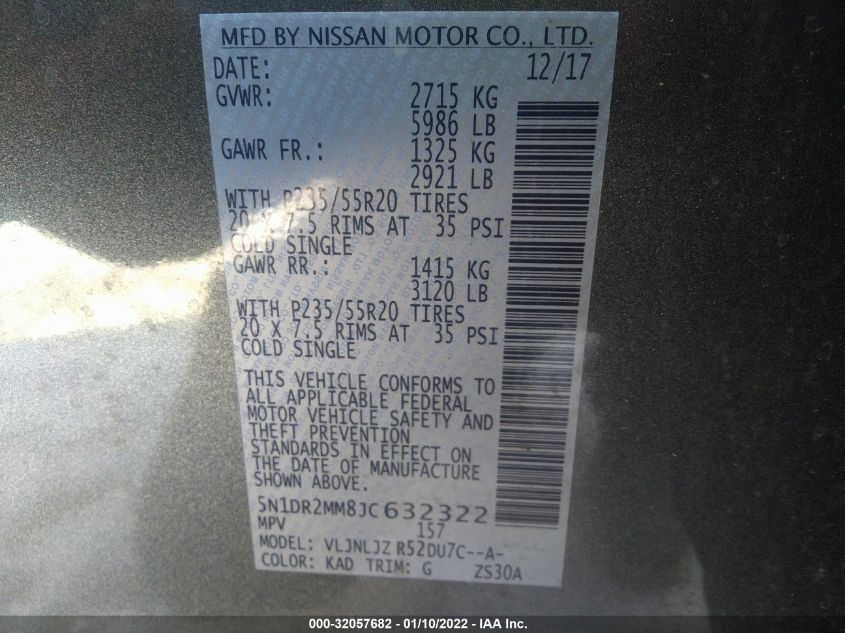 MFD BY NISSAN MOTOR CO., LTD.
DATE: 12/17
GVWR: 2715 KG
5986 LB
GAWR FR.: 1325 KG
2921 LB
WITH P235/55R20 TIRES
20 X 7.5 RIMS AT 35 PSI
COLD SINGLE
GAWR RR.: 1415 KG
3120 LB
WITH P235/55R20 TIRES
20 X 7.5 RIMS AT 35 PSI
COLD SINGLE
THIS VEHICLE CONFORMS TO
ALL APPLICABLE FEDERAL
MOTOR VEHICLE SAFETY AND
THEFT PREVENTION
STANDARDS IN EFFECT ON
THE DATE OF MANUFACTURE
SHOWN ABOVE.
5N1DR2MM8JC632322
MPV 157
MODEL: VLJNLJZ R52DU7C--A-
COLOR: KAD TRIM: G ZS30A
000-32057682 - 01/10/2022 - IAA Inc.